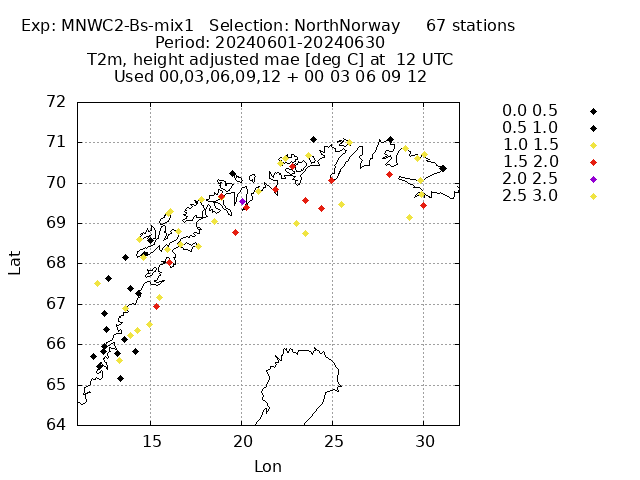 Exp: MNWC2-Bs-mix1 Selection: NorthNorway 67 stations
Period: 20240601-20240630
T2m, height adjusted mae [deg C] at 12 UTC
Used 00,03,06,09,12 + 00 03 06 09 12
72
71
70
69
68
67
66
65
64
Lat
15 20 25 30
Lon
0.0 0.5
0.5 1.0
1.0 1.5
1.5 2.0
2.0 2.5
2.5 3.0